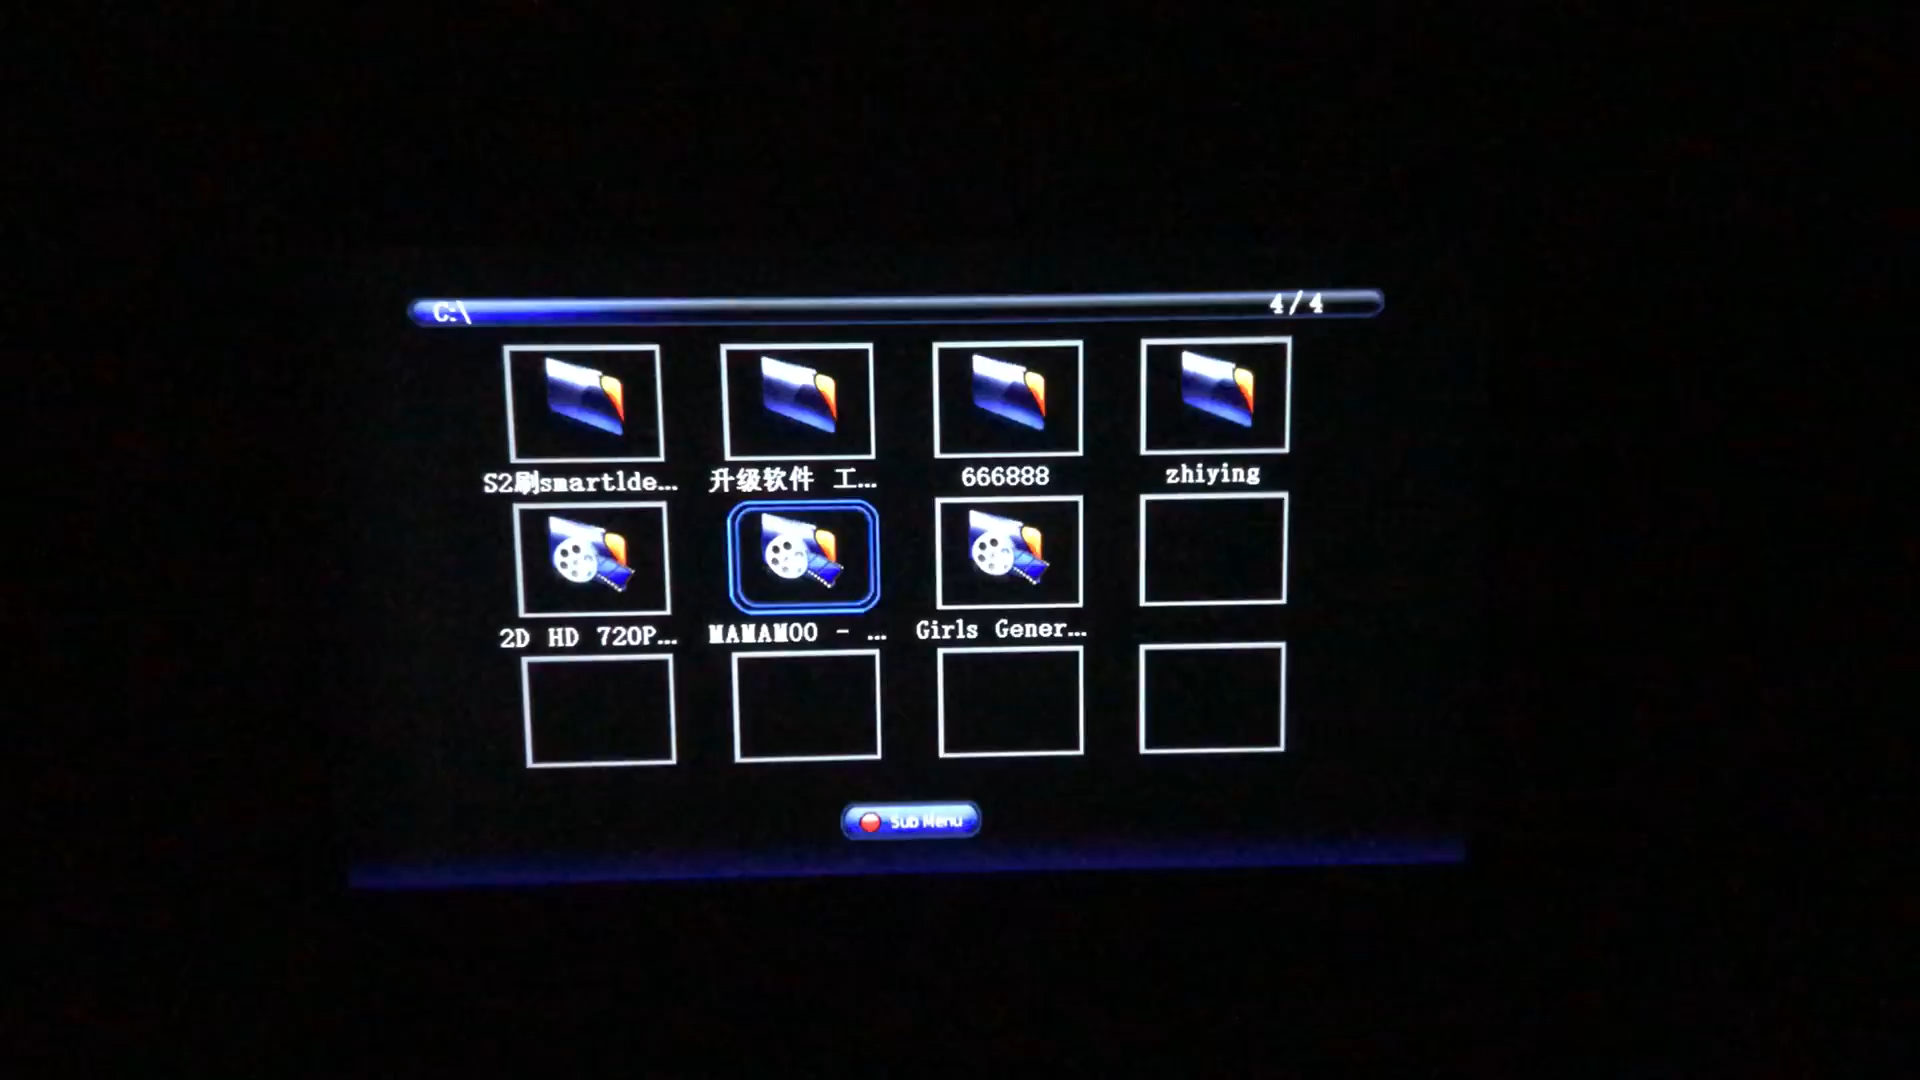 C:\ 4/4
S2刷smartlde... 升级软件 工... 666888 zhiying
2D HD 720P... MAMAMOO - ... Girls Gener...
Sub Menu